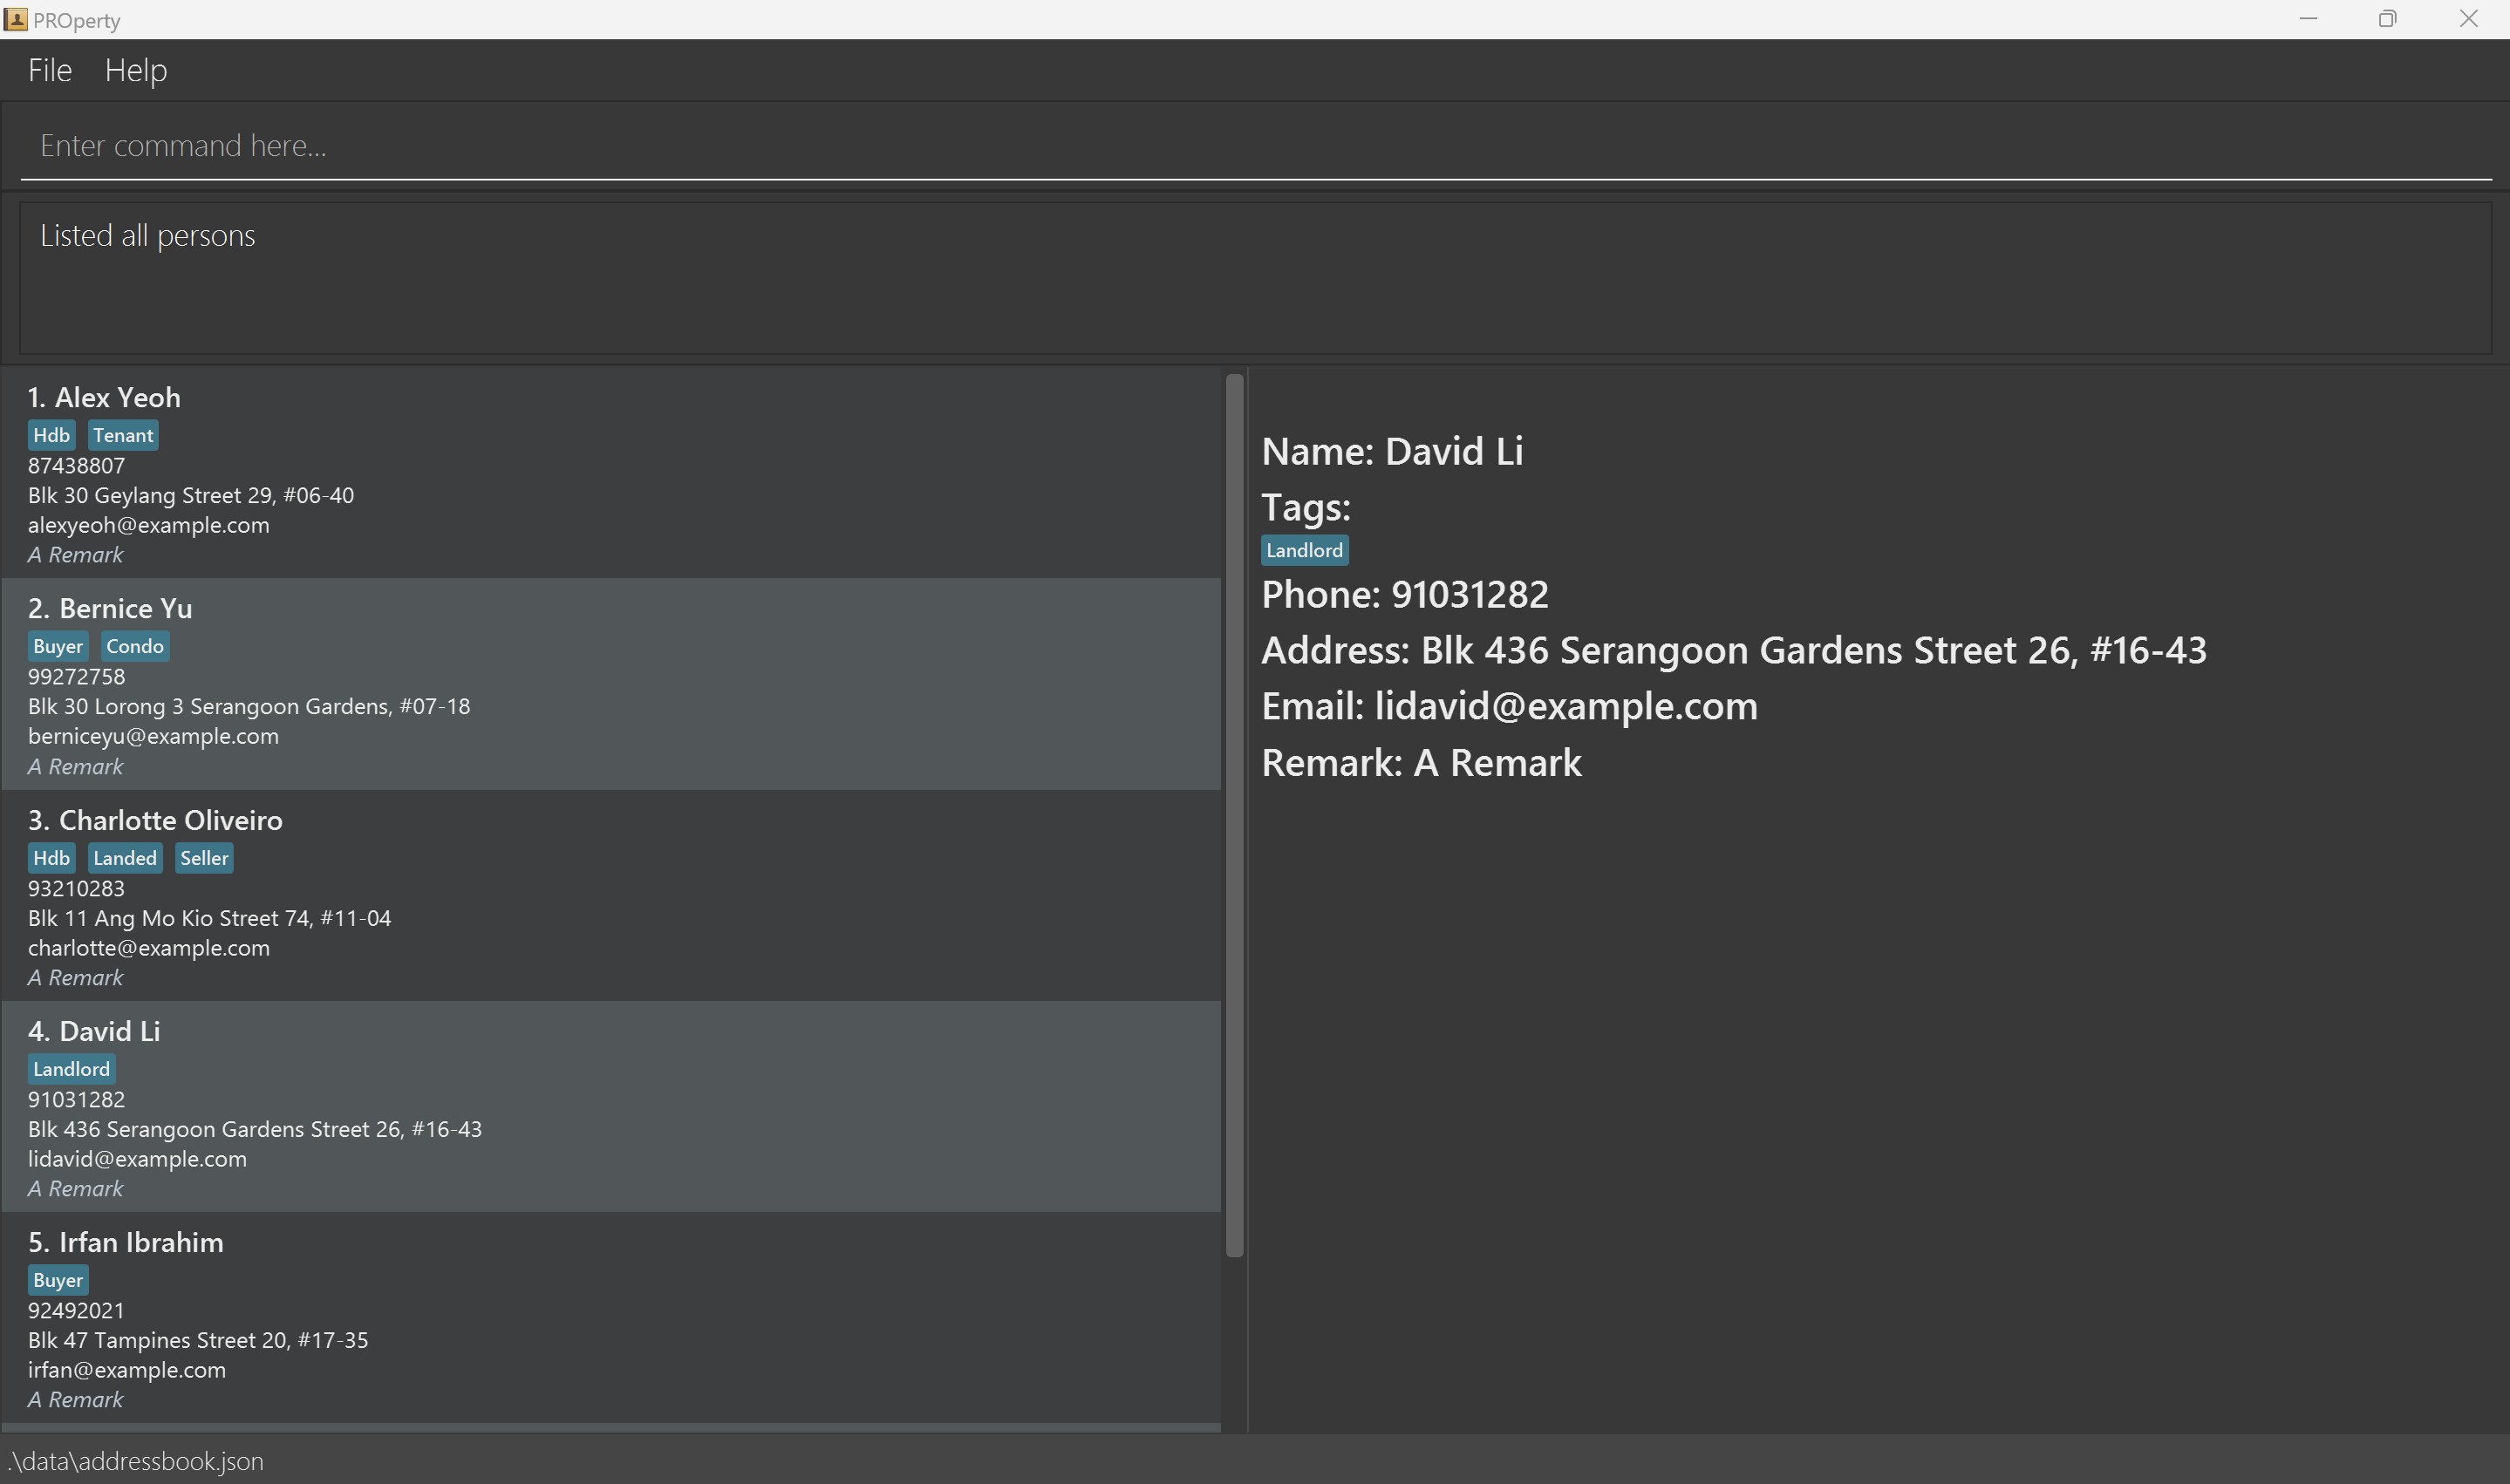 PROperty
File Help
Enter command here...
Listed all persons
1. Alex Yeoh
Hdb Tenant
87438807
Blk 30 Geylang Street 29, #06-40
alexyeoh@example.com
A Remark
2. Bernice Yu
Buyer Condo
99272758
Blk 30 Lorong 3 Serangoon Gardens, #07-18
berniceyu@example.com
A Remark
3. Charlotte Oliveiro
Hdb Landed Seller
93210283
Blk 11 Ang Mo Kio Street 74, #11-04
charlotte@example.com
A Remark
4. David Li
Landlord
91031282
Blk 436 Serangoon Gardens Street 26, #16-43
lidavid@example.com
A Remark
5. Irfan Ibrahim
Buyer
92492021
Blk 47 Tampines Street 20, #17-35
irfan@example.com
A Remark
Name: David Li
Tags:
Landlord
Phone: 91031282
Address: Blk 436 Serangoon Gardens Street 26, #16-43
Email: lidavid@example.com
Remark: A Remark
.\data\addressbook.json